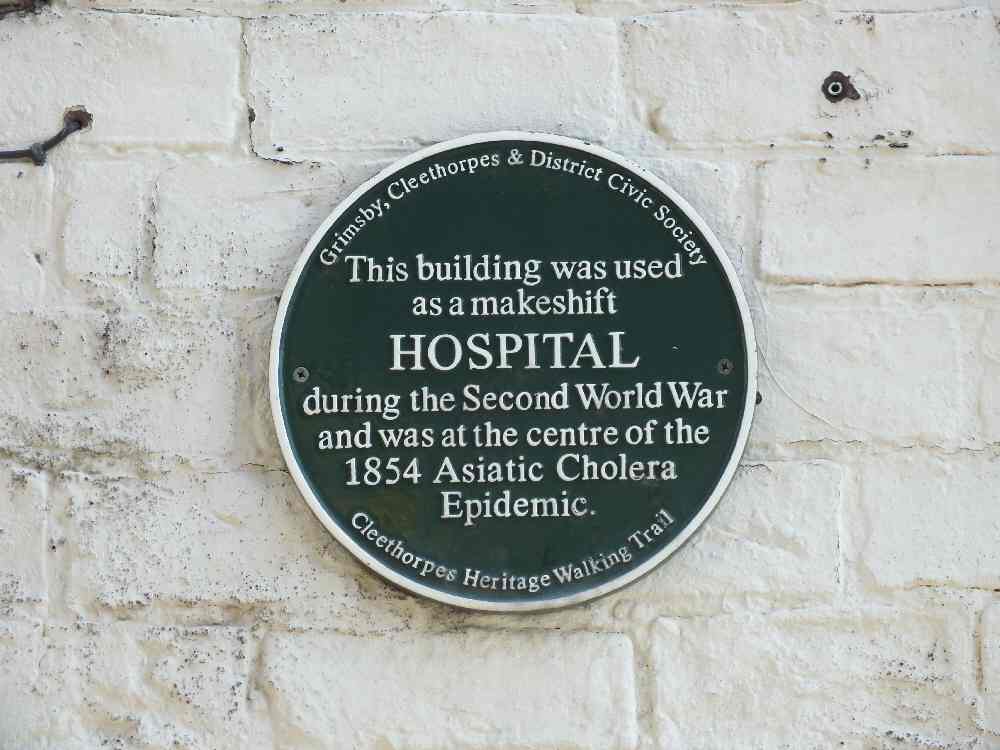 Grimsby, Cleethorpes & District Civic Society
This building was used
as a makeshift
HOSPITAL
during the Second World War
and was at the centre of the
1854 Asiatic Cholera
Epidemic.
Cleethorpes Heritage Walking Trail